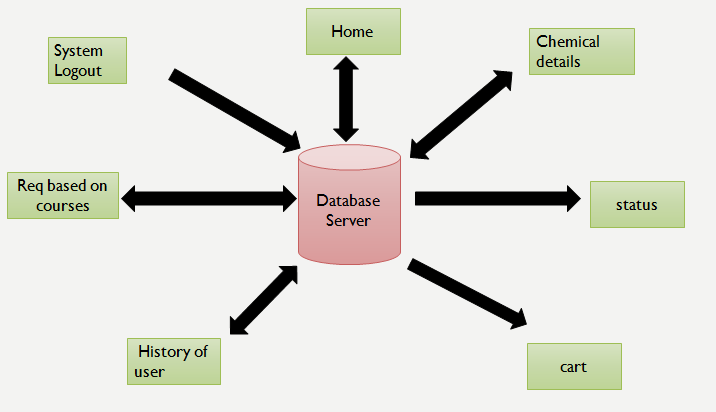 Home
System
Logout
Chemical
details
Req based on
courses
Database
Server
status
History of
user
cart